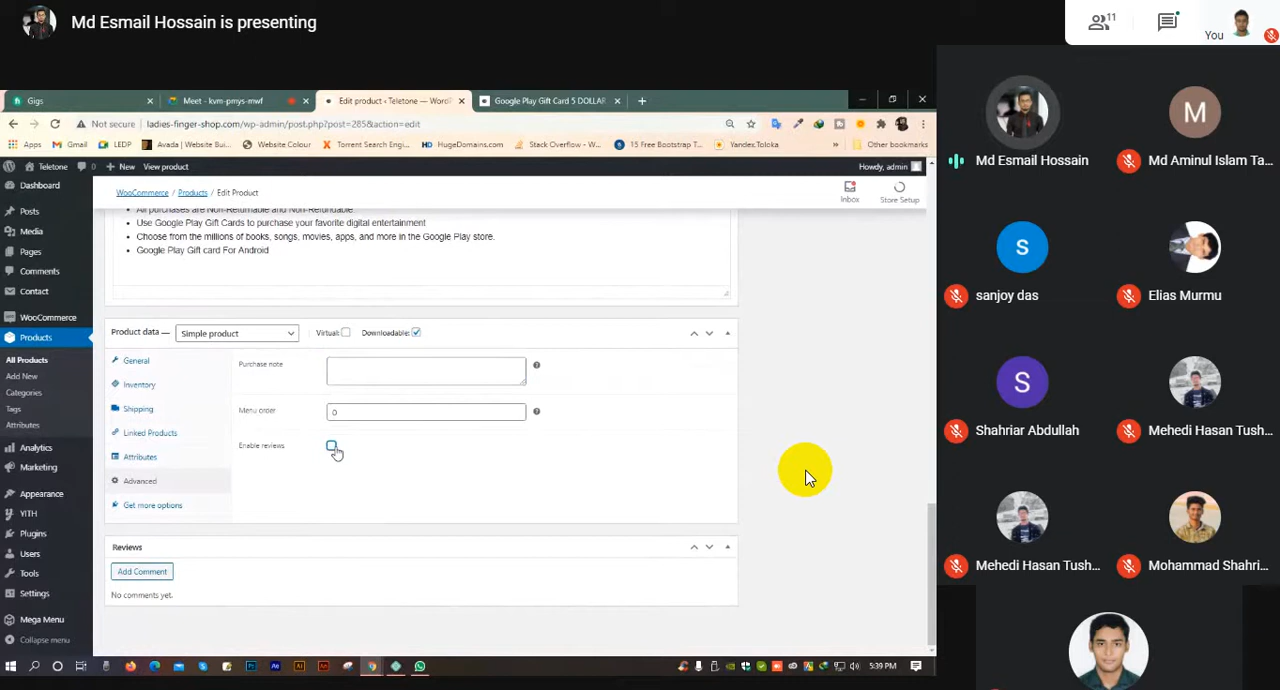 Md Esmail Hossain is presenting
11
You
Gigs
Meet - kvm-pmys-mwf
Edit product ‹ Teletone — WordP
Google Play Gift Card 5 DOLLAR
Not secure
ladies-finger-shop.com/wp-admin/post.php?post=285&action=edit
Apps
Gmail
LEDP
Avada | Website Bui...
Website Colour
Torrent Search Engi...
HugeDomains.com
Stack Overflow - W...
15 Free Bootstrap T...
Yandex.Toloka
»
Other bookmarks
Teletone
0
New
View product
Howdy, admin
Dashboard
Posts
Media
Pages
Comments
Contact
WooCommerce
Products
All Products
Add New
Categories
Tags
Attributes
Analytics
Marketing
Appearance
YITH
Plugins
Users
Tools
Settings
Mega Menu
Collapse menu
WooCommerce / Products / Edit Product
Inbox
Store Setup
All purchases are Non-Returnable and Non-Refundable.
Use Google Play Gift Cards to purchase your favorite digital entertainment
Choose from the millions of books, songs, movies, apps, and more in the Google Play store.
Google Play Gift card For Android
Product data —
Simple product
Virtual:
Downloadable:
General
Inventory
Shipping
Linked Products
Attributes
Advanced
Get more options
Purchase note
Menu order
0
Enable reviews
Reviews
Add Comment
No comments yet.
5:39 PM
Md Esmail Hossain
M
Md Aminul Islam Ta...
s
sanjoy das
Elias Murmu
S
Shahriar Abdullah
Mehedi Hasan Tush...
Mehedi Hasan Tush...
Mohammad Shahri...